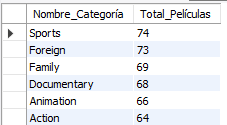 Nombre_Categoría Total_Películas
Sports 74
Foreign 73
Family 69
Documentary 68
Animation 66
Action 64